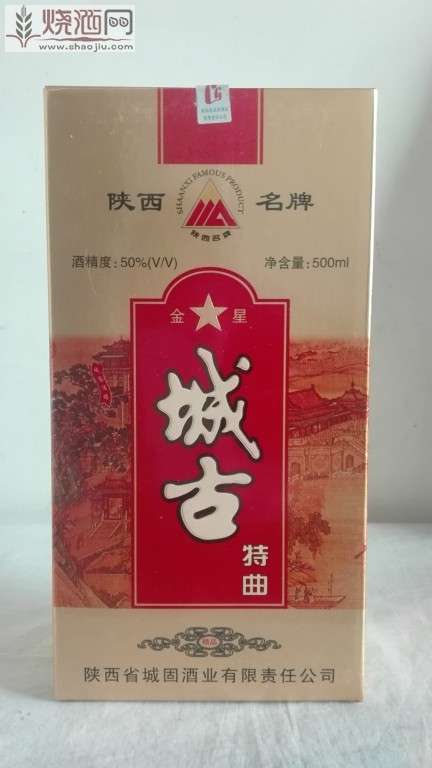 烧酒网
www.shaojiu.com
陕西 名牌
SHAANXI FAMOUS PRODUCT
陕西名牌
酒精度:50%(V/V) 净含量:500ml
金 星
城古
特曲
精品
陕西省城固酒业有限责任公司